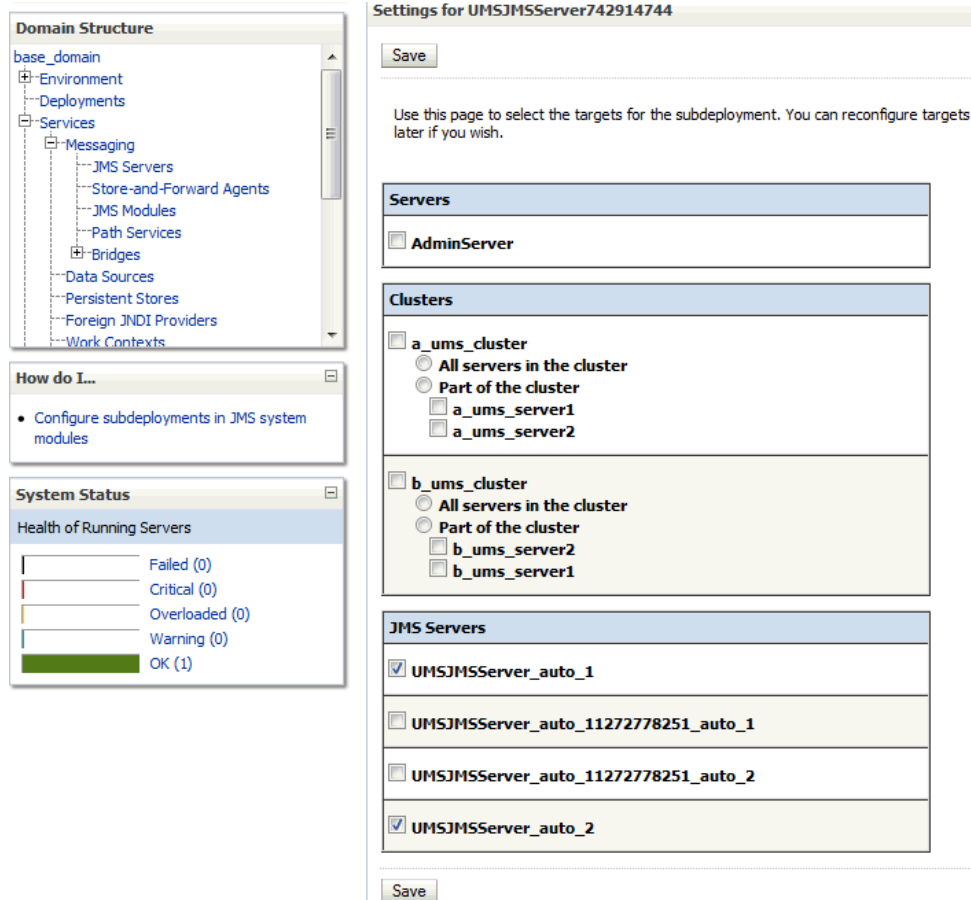 Domain Structure
base_domain
Environment
Deployments
Services
Messaging
JMS Servers
Store-and-Forward Agents
JMS Modules
Path Services
Bridges
Data Sources
Persistent Stores
Foreign JNDI Providers
Work Contexts
How do I...
Configure subdeployments in JMS system
modules
System Status
Health of Running Servers
Failed (0)
Critical (0)
Overloaded (0)
Warning (0)
OK (1)
Settings for UMSJMSServer742914744
Save
Use this page to select the targets for the subdeployment. You can reconfigure targets
later if you wish.
Servers
AdminServer
Clusters
a_ums_cluster
All servers in the cluster
Part of the cluster
a_ums_server1
a_ums_server2
b_ums_cluster
All servers in the cluster
Part of the cluster
b_ums_server2
b_ums_server1
JMS Servers
UMSJMSServer_auto_1
UMSJMSServer_auto_11272778251_auto_1
UMSJMSServer_auto_11272778251_auto_2
UMSJMSServer_auto_2
Save